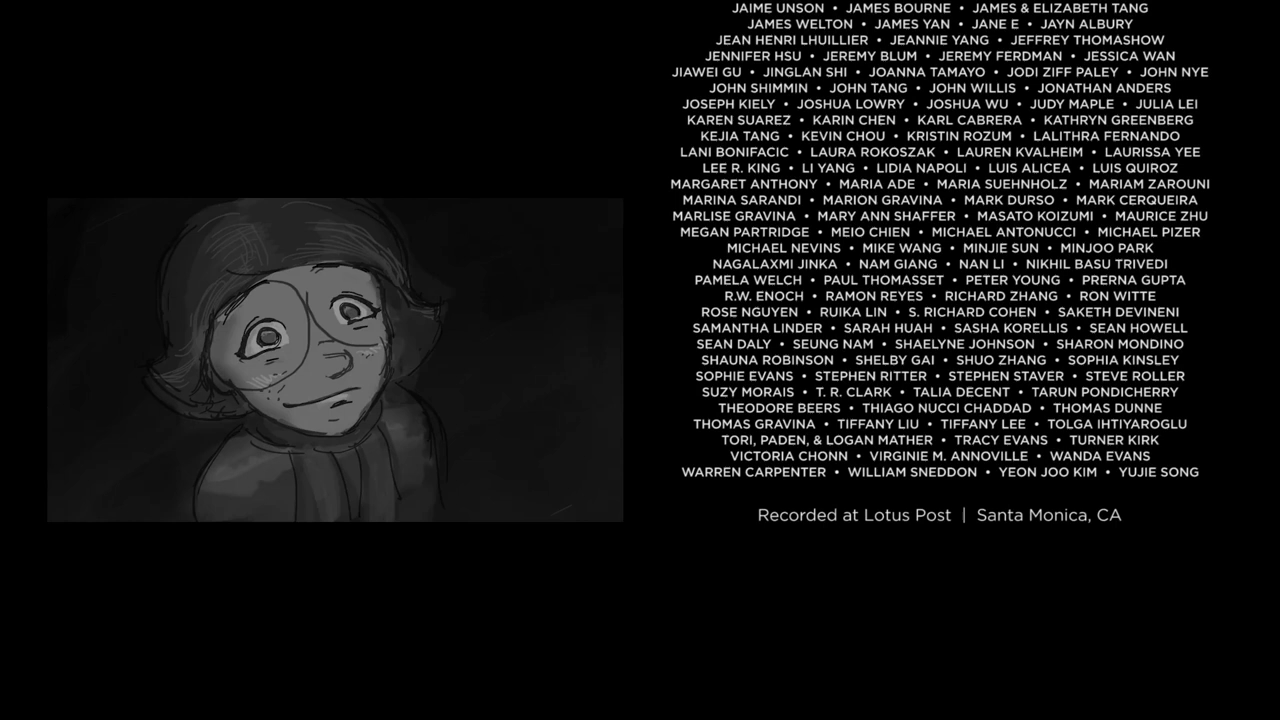 JAIME UNSON • JAMES BOURNE • JAMES & ELIZABETH TANG
JAMES WELTON • JAMES YAN • JANE E • JAYN ALBURY
JEAN HENRI LHUILLIER • JEANNIE YANG • JEFFREY THOMASHOW
JENNIFER HSU • JEREMY BLUM • JEREMY FERDMAN • JESSICA WAN
JIAWEI GU • JINGLAN SHI • JOANNA TAMAYO • JODI ZIFF PALEY • JOHN NYE
JOHN SHIMMIN • JOHN TANG • JOHN WILLIS • JONATHAN ANDERS
JOSEPH KIELY • JOSHUA LOWRY • JOSHUA WU • JUDY MAPLE • JULIA LEI
KAREN SUAREZ • KARIN CHEN • KARL CABRERA • KATHRYN GREENBERG
KEJIA TANG • KEVIN CHOU • KRISTIN ROZUM • LALITHRA FERNANDO
LANI BONIFACIC • LAURA ROKOSZAK • LAUREN KVALHEIM • LAURISSA YEE
LEE R. KING • LI YANG • LIDIA NAPOLI • LUIS ALICEA • LUIS QUIROZ
MARGARET ANTHONY • MARIA ADE • MARIA SUEHNHOLZ • MARIAM ZAROUNI
MARINA SARANDI • MARION GRAVINA • MARK DURSO • MARK CERQUEIRA
MARLISE GRAVINA • MARY ANN SHAFFER • MASATO KOIZUMI • MAURICE ZHU
MEGAN PARTRIDGE • MEIO CHIEN • MICHAEL ANTONUCCI • MICHAEL PIZER
MICHAEL NEVINS • MIKE WANG • MINJIE SUN • MINJOO PARK
NAGALAXMI JINKA • NAM GIANG • NAN LI • NIKHIL BASU TRIVEDI
PAMELA WELCH • PAUL THOMASSET • PETER YOUNG • PRERNA GUPTA
R.W. ENOCH • RAMON REYES • RICHARD ZHANG • RON WITTE
ROSE NGUYEN • RUIKA LIN • S. RICHARD COHEN • SAKETH DEVINENI
SAMANTHA LINDER • SARAH HUAH • SASHA KORELLIS • SEAN HOWELL
SEAN DALY • SEUNG NAM • SHAELYNE JOHNSON • SHARON MONDINO
SHAUNA ROBINSON • SHELBY GAI • SHUO ZHANG • SOPHIA KINSLEY
SOPHIE EVANS • STEPHEN RITTER • STEPHEN STAVER • STEVE ROLLER
SUZY MORAIS • T. R. CLARK • TALIA DECENT • TARUN PONDICHERRY
THEODORE BEERS • THIAGO NUCCI CHADDAD • THOMAS DUNNE
THOMAS GRAVINA • TIFFANY LIU • TIFFANY LEE • TOLGA IHTIYAROGLU
TORI, PADEN, & LOGAN MATHER • TRACY EVANS • TURNER KIRK
VICTORIA CHONN • VIRGINIE M. ANNOVILLE • WANDA EVANS
WARREN CARPENTER • WILLIAM SNEDDON • YEON JOO KIM • YUJIE SONG
Recorded at Lotus Post | Santa Monica, CA